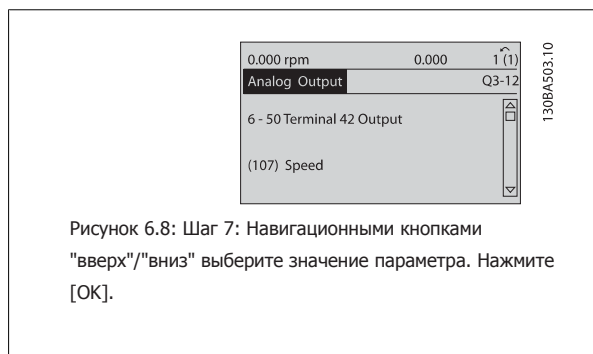 0.000 rpm 0.000 1 (1)
Analog Output Q3-12
6 - 50 Terminal 42 Output
(107) Speed
130BA503.10
Рисунок 6.8: Шаг 7: Навигационными кнопками
"вверх"/"вниз" выберите значение параметра. Нажмите
[OK].